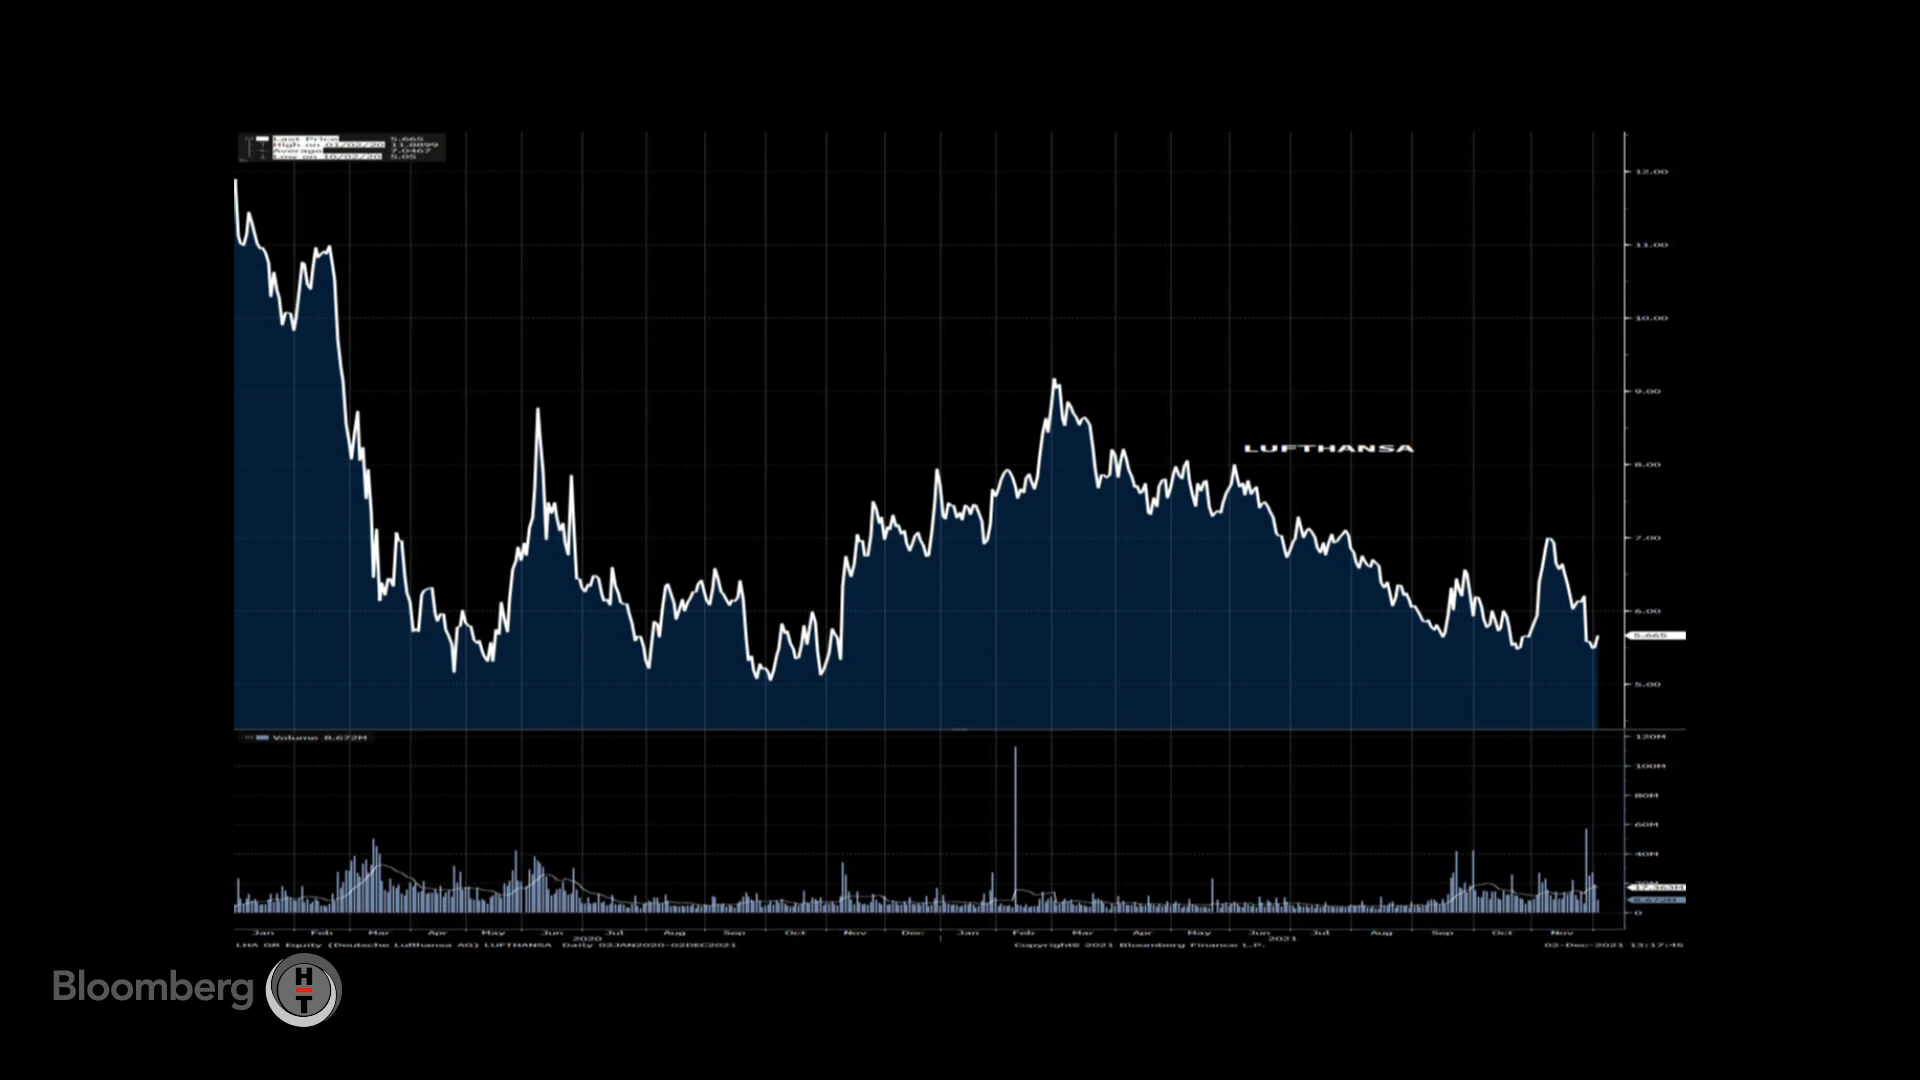 Last Price 5.665
High on 01/02/20 11.8899
Average 7.0467
Low on 10/02/20 5.05
12.00
11.00
10.00
9.00
LUFTHANSA
8.00
7.00
6.00
5.665
5.00
Volume 8.672M
120M
100M
80M
60M
40M
20M
17.363M
8.672M
0
Jan Feb Mar Apr May Jun Jul Aug Sep Oct Nov Dec Jan Feb Mar Apr May Jun Jul Aug Sep Oct Nov
2020 2021
LHA GR Equity (Deutsche Lufthansa AG) LUFTHANSA Daily 02JAN2020-02DEC2021 Copyright© 2021 Bloomberg Finance L.P. 02-Dec-2021 13:17:45
Bloomberg HT